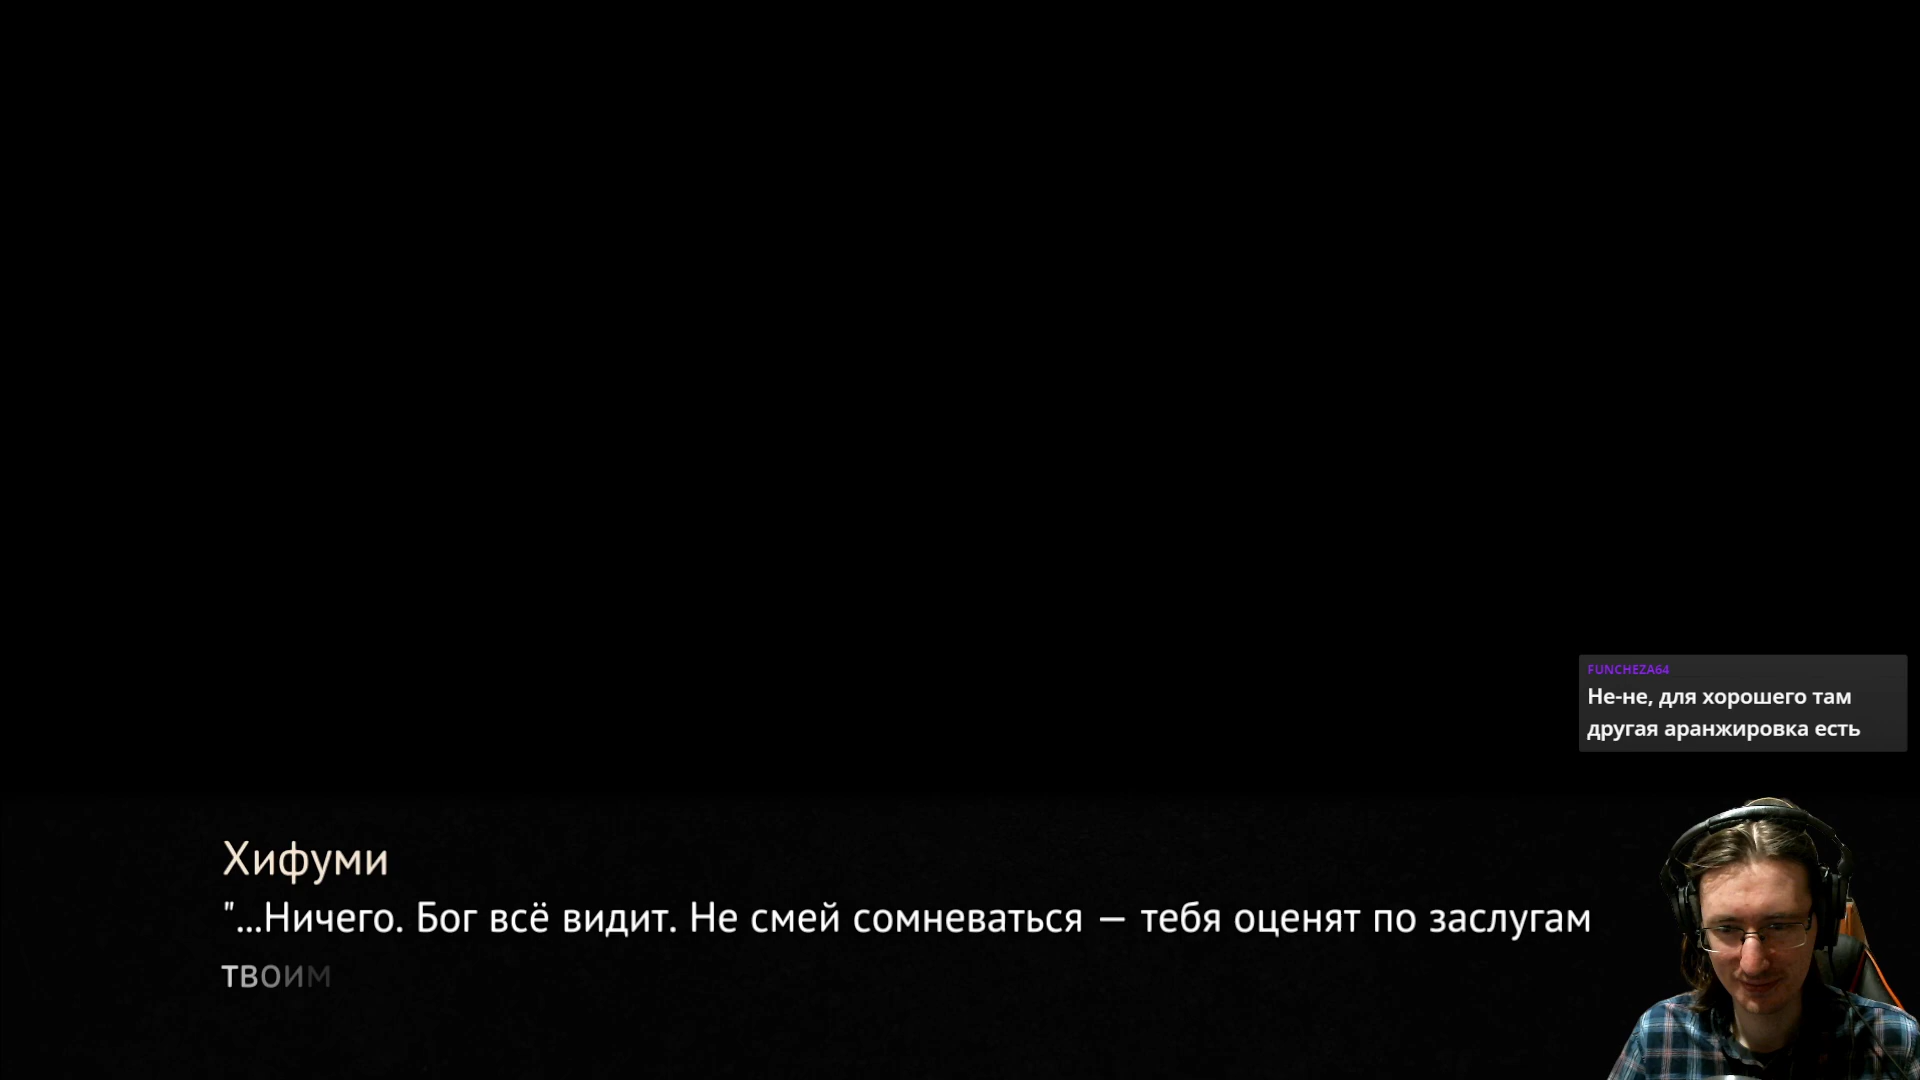 FUNCHEZA64
Не-не, для хорошего там
другая аранжировка есть
Хифуми
"...Ничего. Бог всё видит. Не смей сомневаться — тебя оценят по заслугам
твоим